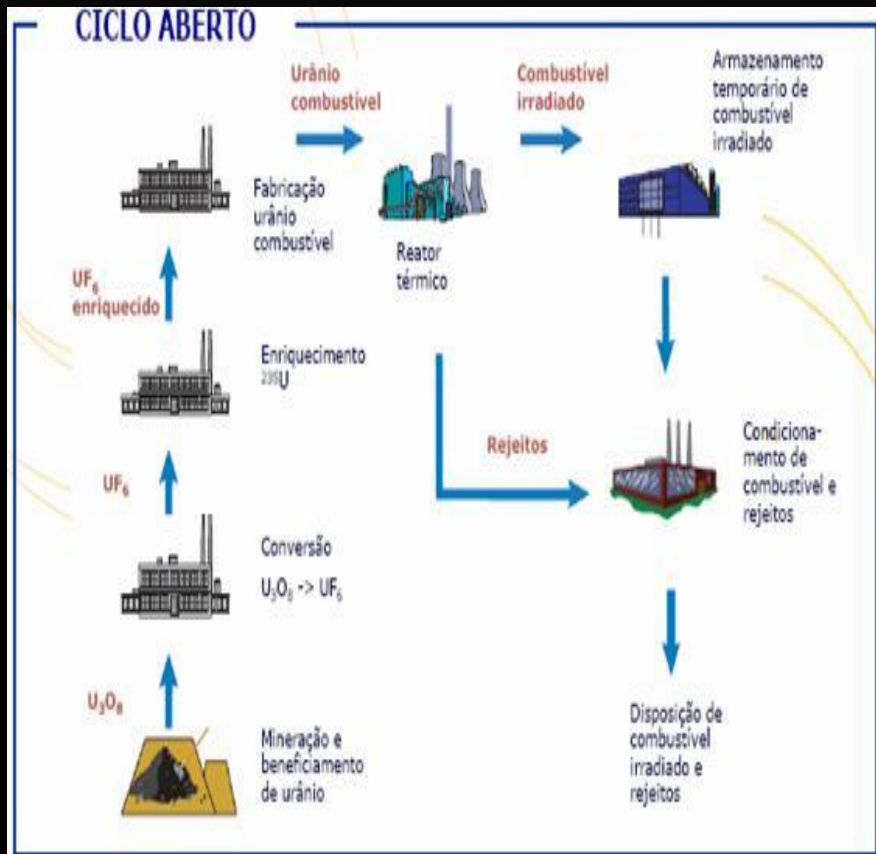 CICLO ABERTO
Urânio
combustível
Combustível
irradiado
Armazenamento
temporário de
combustível
irradiado
Fabricação
urânio
combustível
Reator
térmico
UF₆
enriquecido
Enriquecimento
²³⁵U
Rejeitos
Condiciona-
mento de
combustível e
rejeitos
UF₆
Conversão
U₃O₈ -> UF₆
U₃O₈
Mineração e
beneficiamento
de urânio
Disposição de
combustível
irradiado e
rejeitos